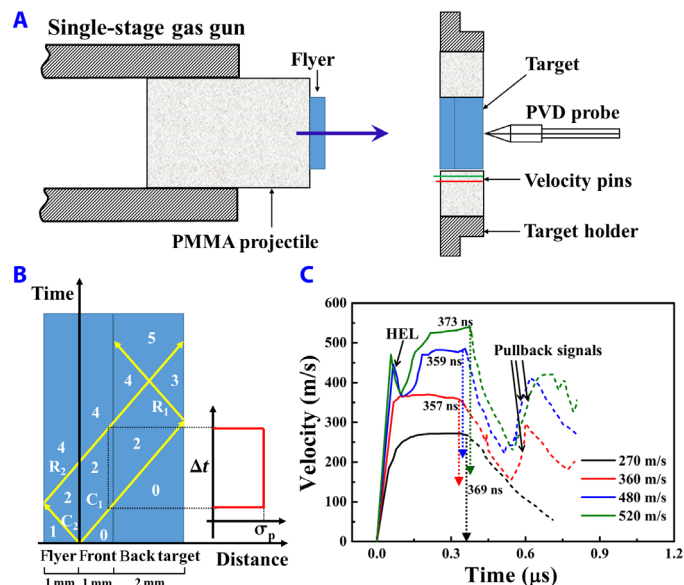 A
Single-stage gas gun
Flyer
Target
PVD probe
Velocity pins
Target holder
PMMA projectile
B
Time
5
4
3
4
R₁
4
2
R₂
2
Δt
2
C₁
0
C₂
1
0
σₚ
Flyer Front Back target Distance
1 mm 1 mm 2 mm
C
600
500
400
300
200
100
0
Velocity (m/s)
HEL
373 ns
359 ns
357 ns
369 ns
Pullback signals
270 m/s
360 m/s
480 m/s
520 m/s
0.0 0.3 0.6 0.9 1.2
Time (μs)